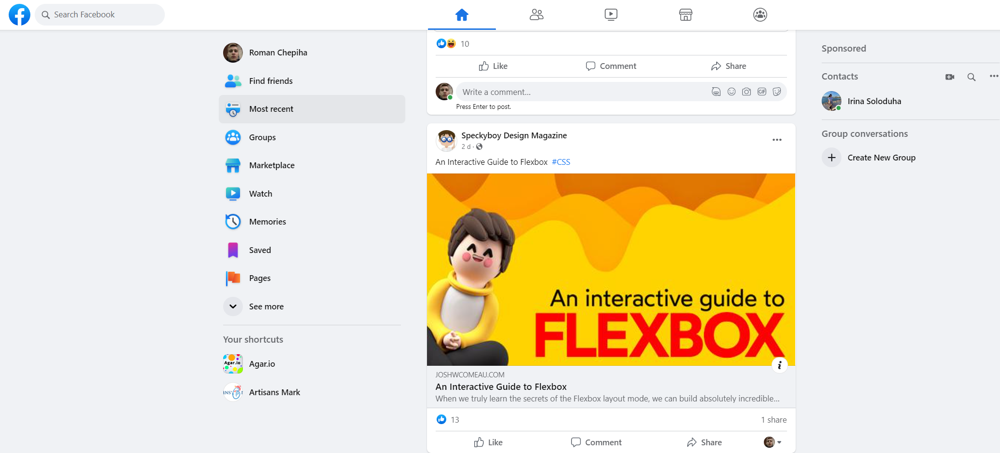 Search Facebook
Roman Chepiha
Find friends
Most recent
Groups
Marketplace
Watch
Memories
Saved
Pages
See more
Your shortcuts
Agar.io
Agar.io
Artisans Mark
10
Like Comment Share
Write a comment...
GIF
Press Enter to post.
Speckyboy Design Magazine
2 d ·
An Interactive Guide to Flexbox #CSS
An interactive guide to
FLEXBOX
JOSHWCOMEAU.COM
An Interactive Guide to Flexbox
When we truly learn the secrets of the Flexbox layout mode, we can build absolutely incredible...
13 1 share
Like Comment Share
Sponsored
Contacts
Irina Soloduha
Group conversations
Create New Group